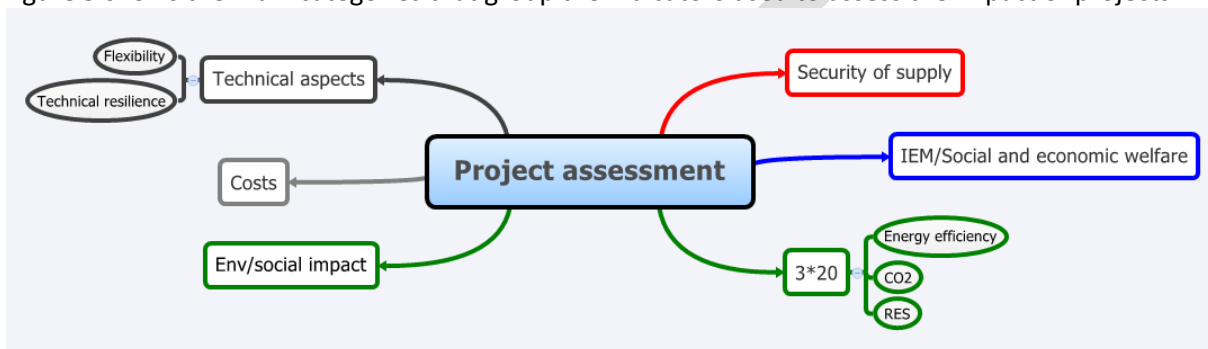 Flexibility
Technical resilience
Technical aspects
Security of supply
Project assessment
IEM/Social and economic welfare
Costs
Env/social impact
3*20
Energy efficiency
CO2
RES